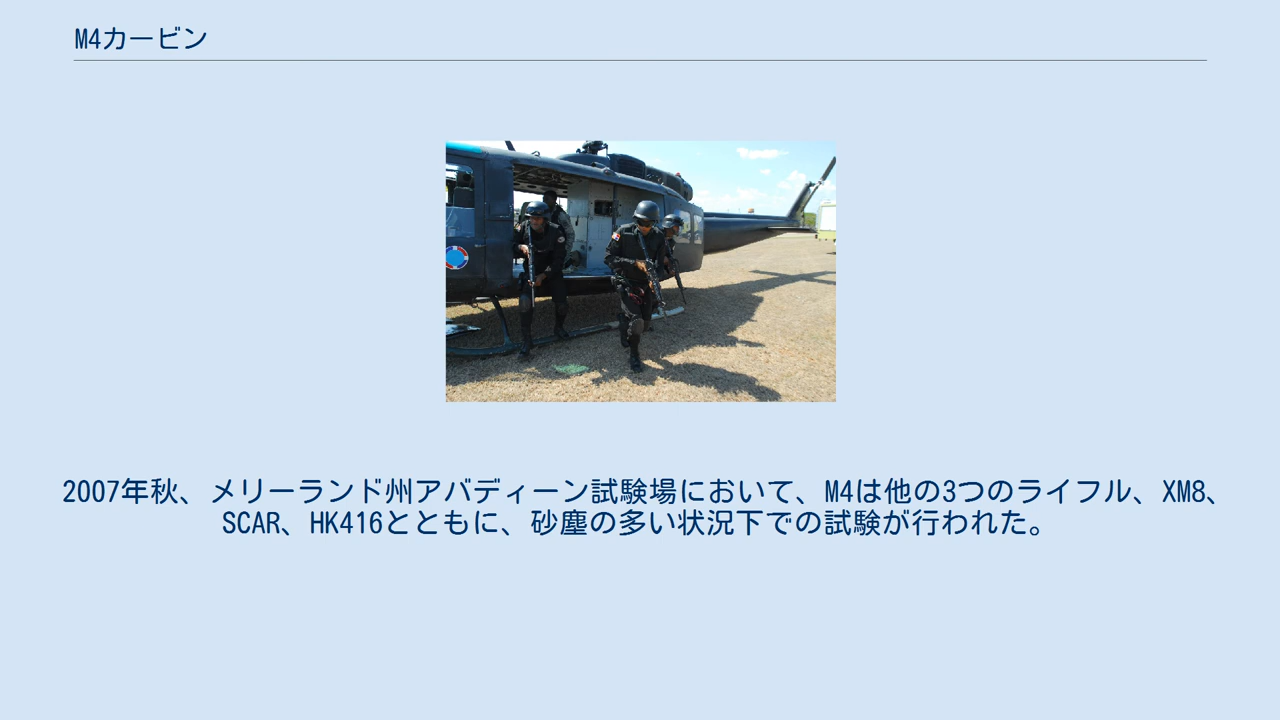 M4カービン
2007年秋、メリーランド州アバディーン試験場において、M4は他の3つのライフル、XM8、
SCAR、HK416とともに、砂塵の多い状況下での試験が行われた。